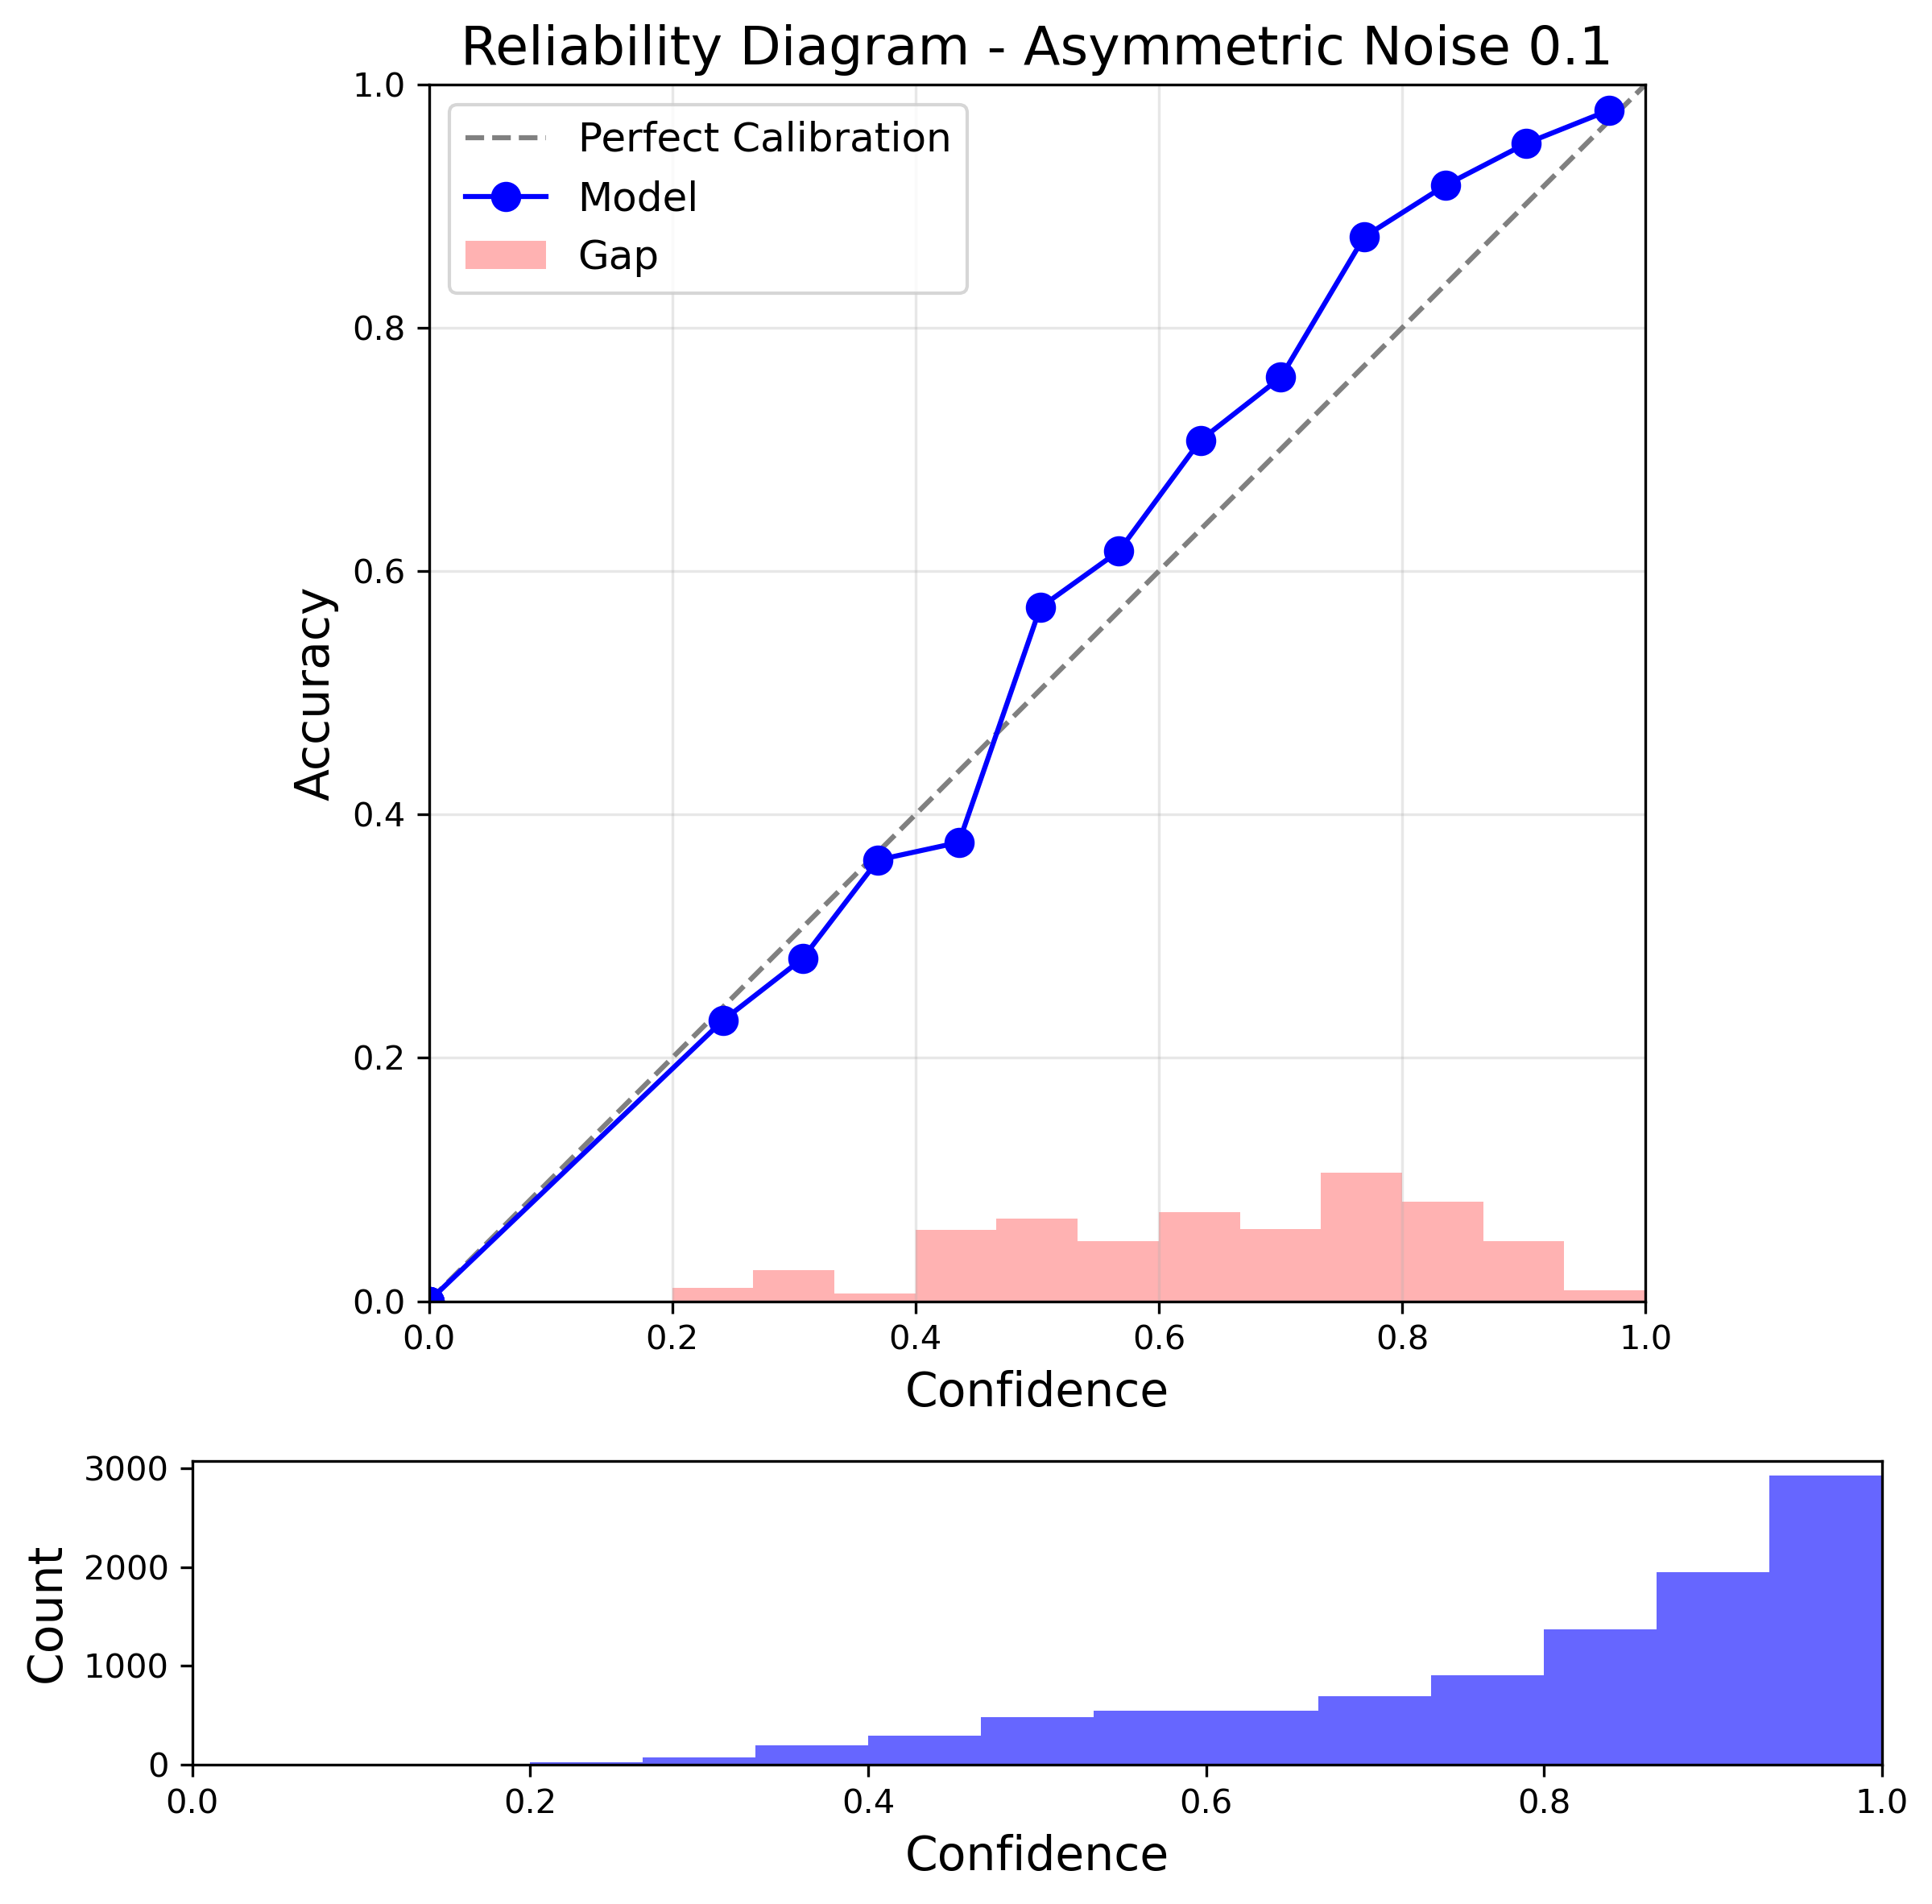 Reliability Diagram - Asymmetric Noise 0.1
1.0
0.8
0.6
0.4
0.2
0.0
Accuracy
Perfect Calibration
Model
Gap
0.0 0.2 0.4 0.6 0.8 1.0
Confidence
3000
2000
1000
0
Count
0.0 0.2 0.4 0.6 0.8 1.0
Confidence